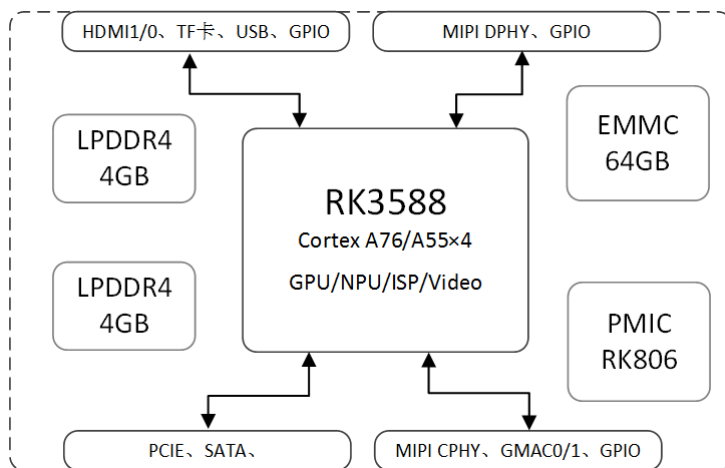 HDMI1/0、TF卡、USB、GPIO
MIPI DPHY、GPIO
LPDDR4
4GB
EMMC
64GB
RK3588
Cortex A76/A55×4
GPU/NPU/ISP/Video
LPDDR4
4GB
PMIC
RK806
PCIE、SATA、
MIPI CPHY、GMAC0/1、GPIO